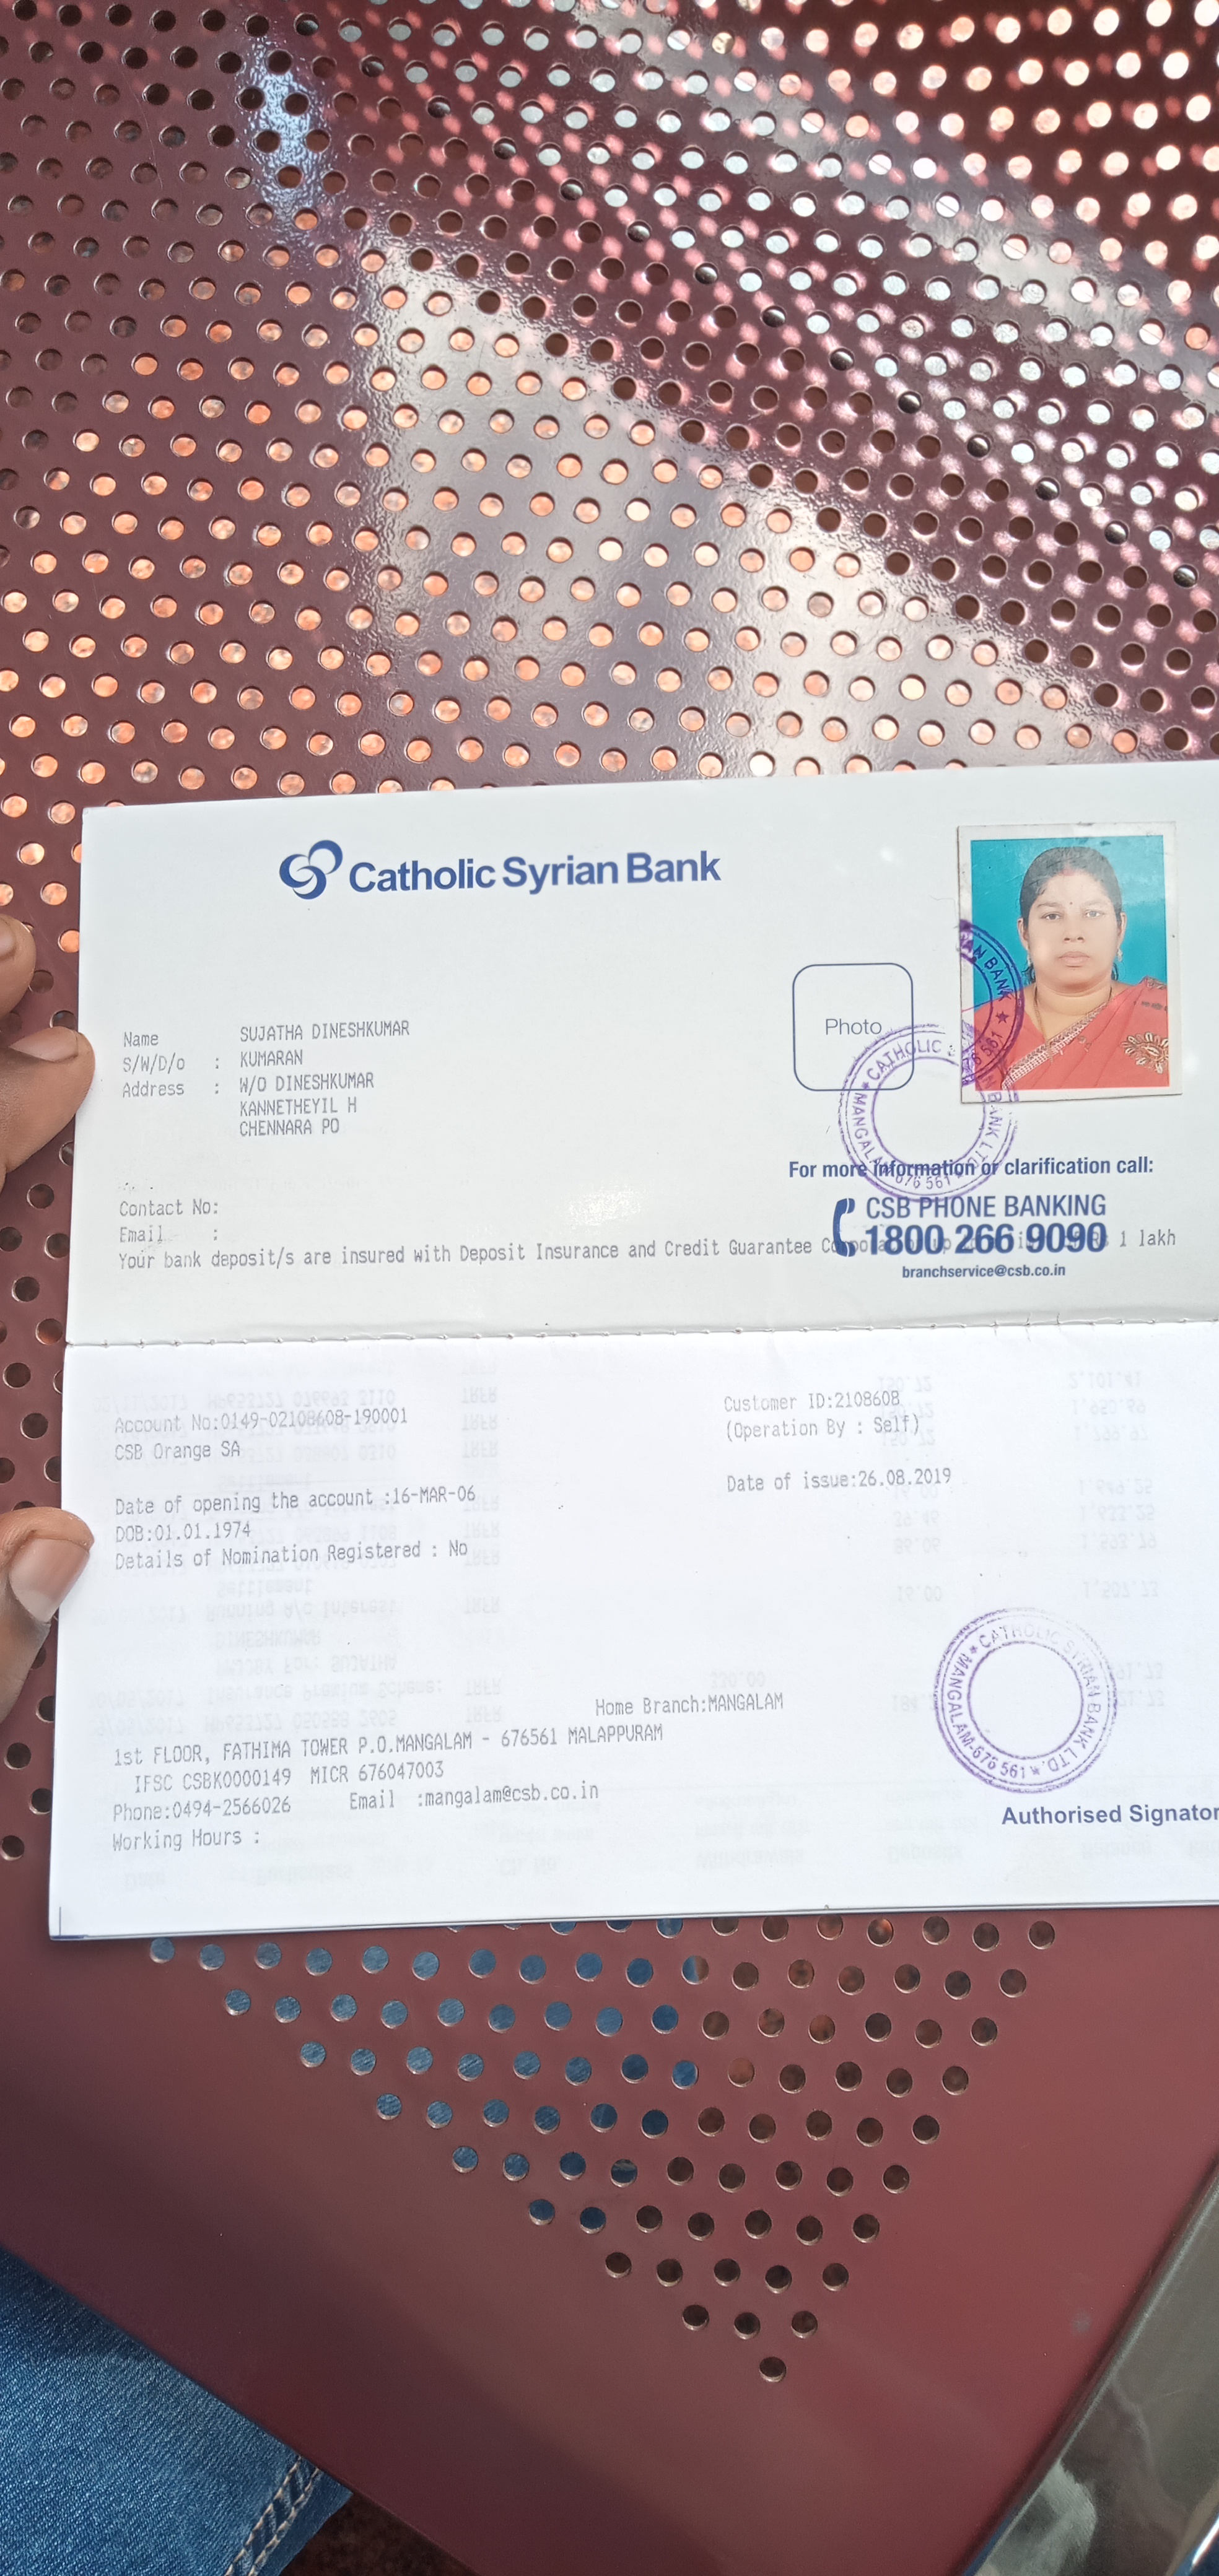 Catholic Syrian Bank
Name SUJATHA DINESHKUMAR
S/W/D/o : KUMARAN
Address : W/O DINESHKUMAR
KANNETHEYIL H
CHENNARA PO
Photo
CATHOLIC BANK LTD. MANGALAM-676 561
RIAN BANK 676 561
Contact No:
Email :
For more information or clarification call:
CSB PHONE BANKING
1800 266 9090
branchservice@csb.co.in
Your bank deposit/s are insured with Deposit Insurance and Credit Guarantee 1 lakh
Account No:0149-02108608-190001
CSB Orange SA
Customer ID:2108608
(Operation By : Self)
Date of opening the account :16-MAR-06
Date of issue:26.08.2019
DOB:01.01.1974
Details of Nomination Registered : No
Home Branch:MANGALAM
1st FLOOR, FATHIMA TOWER P.O.MANGALAM - 676561 MALAPPURAM
IFSC CSBK0000149 MICR 676047003
Phone:0494-2566026 Email :mangalam@csb.co.in
Working Hours :
CATHOLIC SYRIAN BANK LTD. MANGALAM-676 561
Authorised Signator